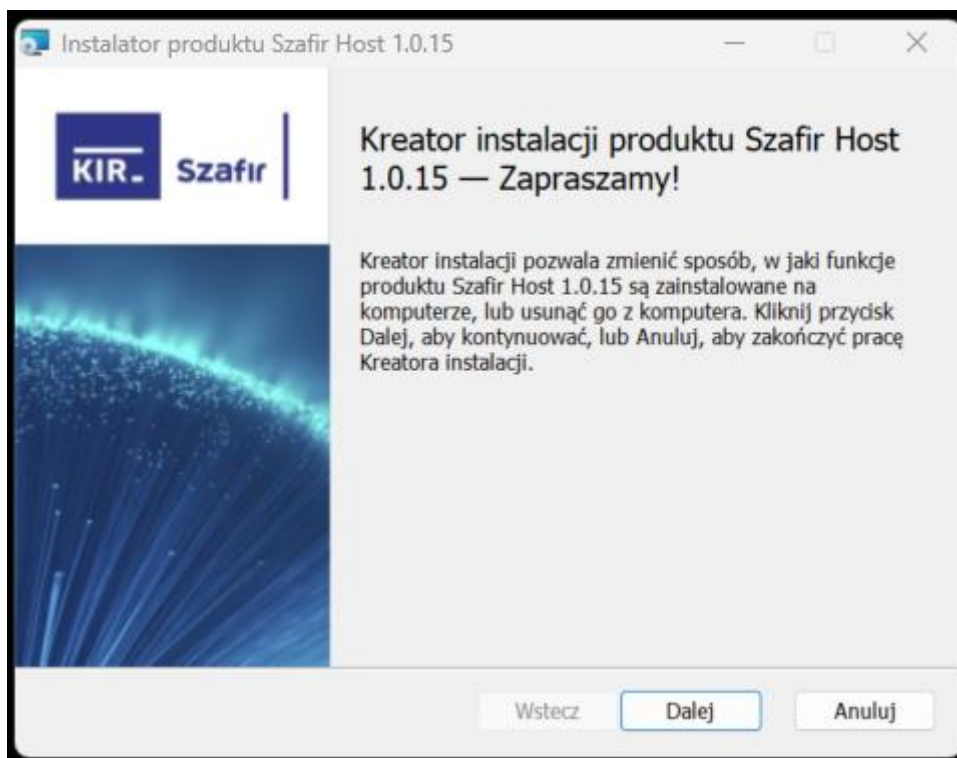 Instalator produktu Szafir Host 1.0.15
KIR. Szafir
Kreator instalacji produktu Szafir Host
1.0.15 — Zapraszamy!
Kreator instalacji pozwala zmienić sposób, w jaki funkcje
produktu Szafir Host 1.0.15 są zainstalowane na
komputerze, lub usunąć go z komputera. Kliknij przycisk
Dalej, aby kontynuować, lub Anuluj, aby zakończyć pracę
Kreatora instalacji.
Wstecz Dalej Anuluj